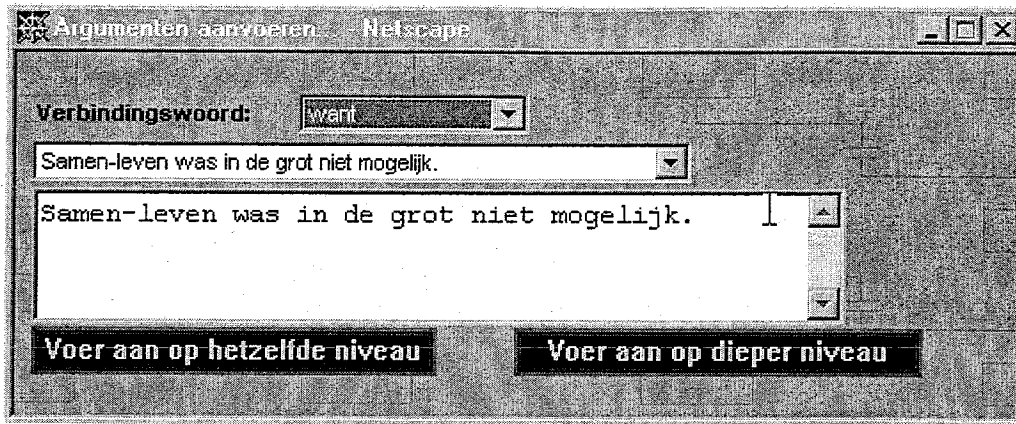 Argumenten aanvoeren... - Netscape
Verbindingswoord: want
Samen-leven was in de grot niet mogelijk.
Samen-leven was in de grot niet mogelijk.
Voer aan op hetzelfde niveau Voer aan op dieper niveau